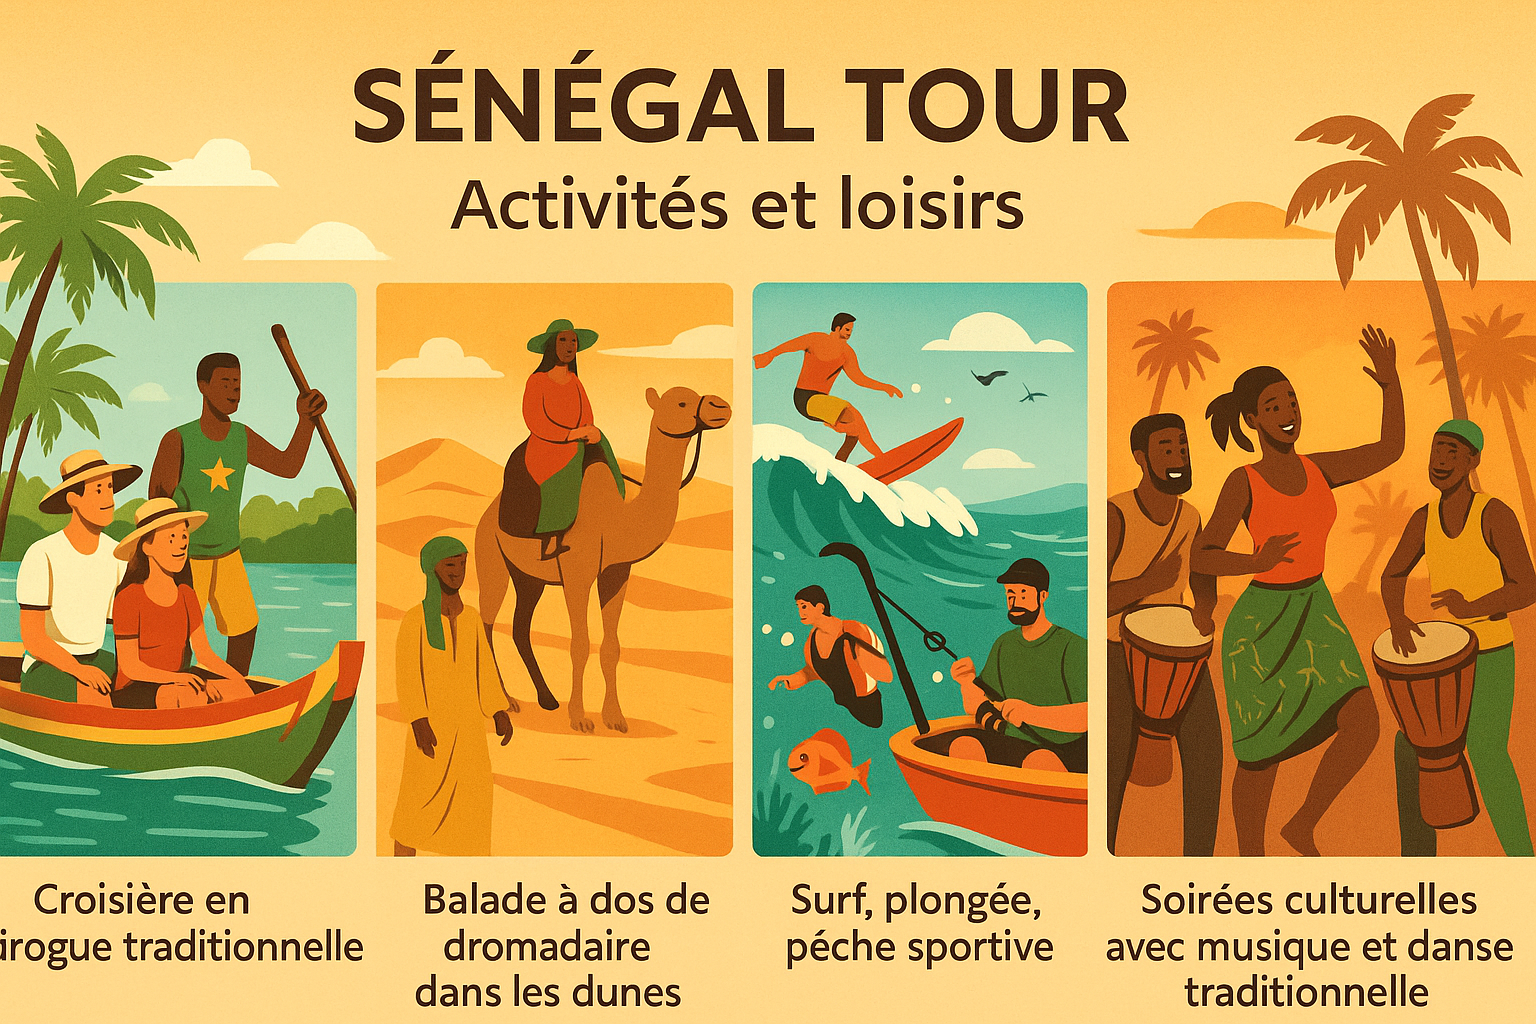 SÉNÉGAL TOUR
Activités et loisirs
Croisière en
irogue traditionnelle
Balade à dos de
dromadaire
dans les dunes
Surf, plongée,
péche sportive
Soirées culturelles
avec musique et danse
traditionnelle